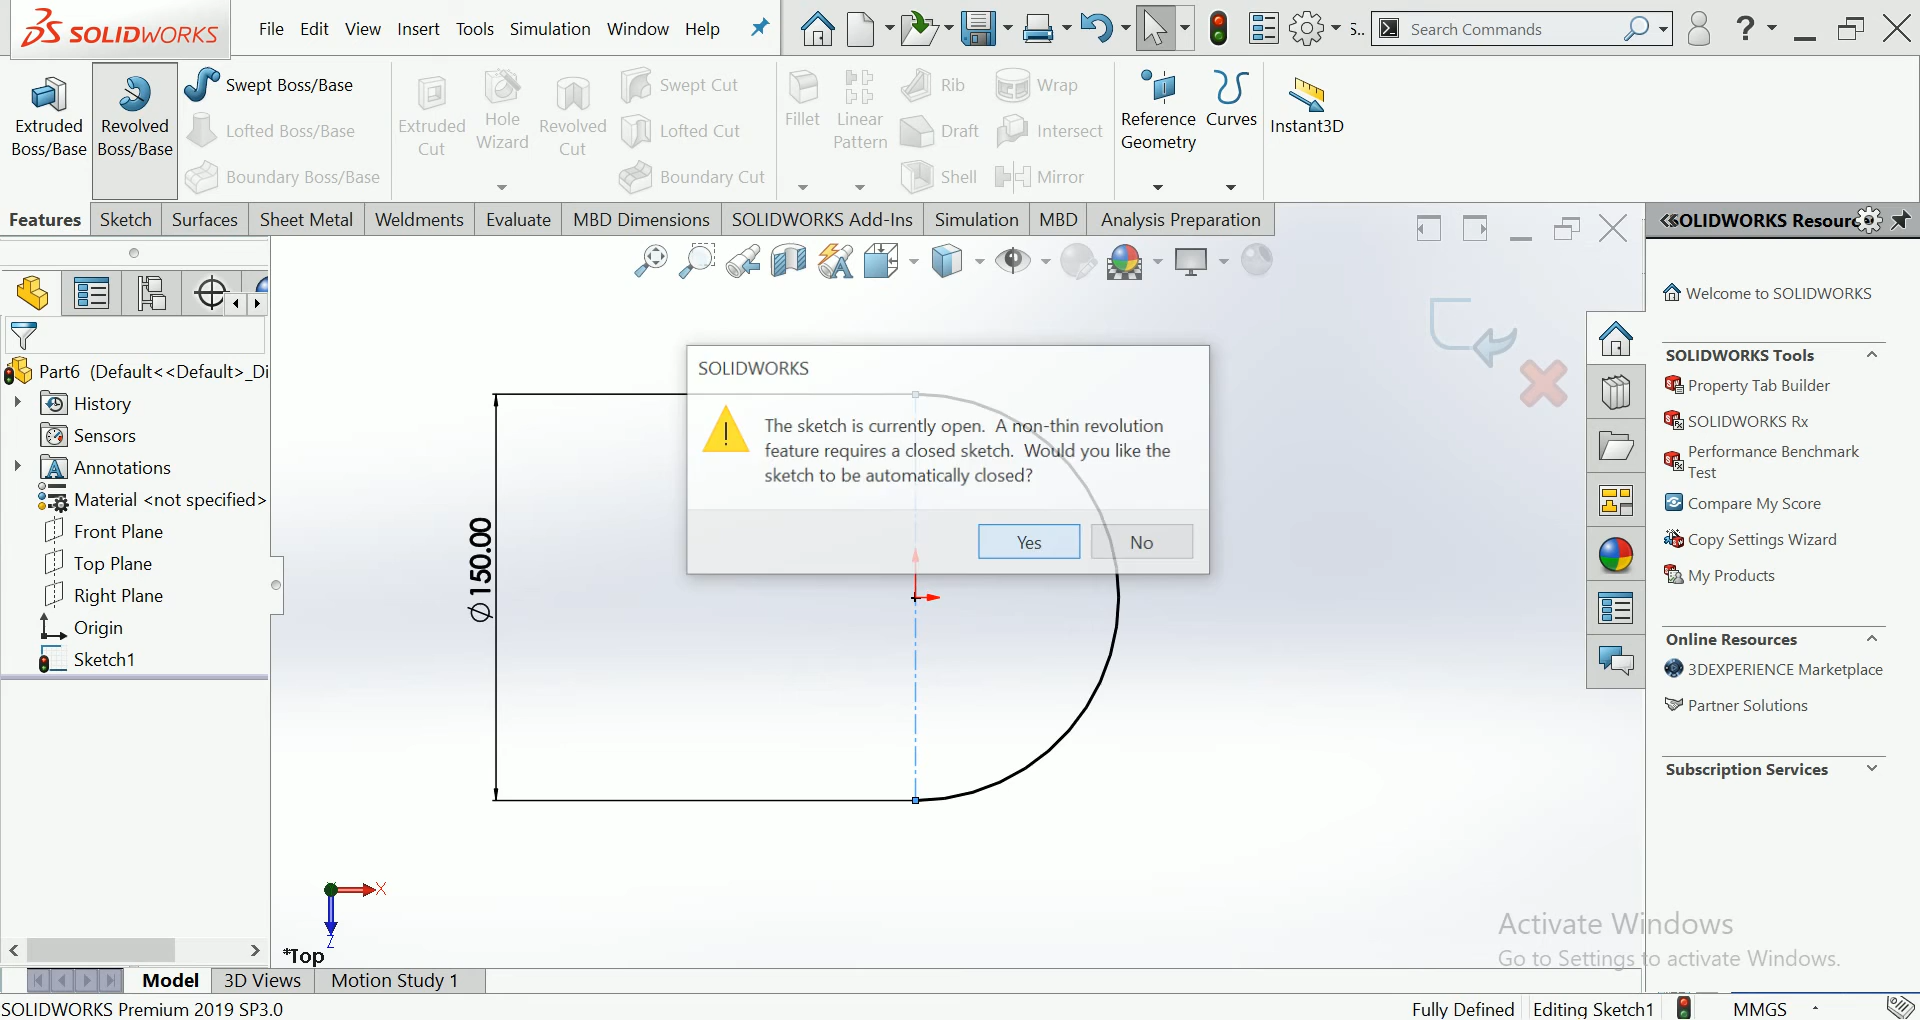 SOLIDWORKS
File Edit View Insert Tools Simulation Window Help
S..
Search Commands
?
Extruded Boss/Base
Revolved Boss/Base
Swept Boss/Base
Lofted Boss/Base
Boundary Boss/Base
Extruded Cut
Hole Wizard
Revolved Cut
Swept Cut
Lofted Cut
Boundary Cut
Fillet
Linear Pattern
Rib
Draft
Shell
Wrap
Intersect
Mirror
Reference Geometry
Curves
Instant3D
Features Sketch Surfaces Sheet Metal Weldments Evaluate MBD Dimensions SOLIDWORKS Add-Ins Simulation MBD Analysis Preparation
Part6 (Default<<Default>_Di
History
Sensors
Annotations
Material <not specified>
Front Plane
Top Plane
Right Plane
Origin
Sketch1
SOLIDWORKS
The sketch is currently open. A non-thin revolution
feature requires a closed sketch. Would you like the
sketch to be automatically closed?
Yes No
∅150.00
X
Z
*Top
SOLIDWORKS Resourc
Welcome to SOLIDWORKS
SOLIDWORKS Tools
Property Tab Builder
SOLIDWORKS Rx
Performance Benchmark
Test
Compare My Score
Copy Settings Wizard
My Products
Online Resources
3DEXPERIENCE Marketplace
Partner Solutions
Subscription Services
Activate Windows
Go to Settings to activate Windows.
Model 3D Views Motion Study 1
SOLIDWORKS Premium 2019 SP3.0
Fully Defined Editing Sketch1 MMGS